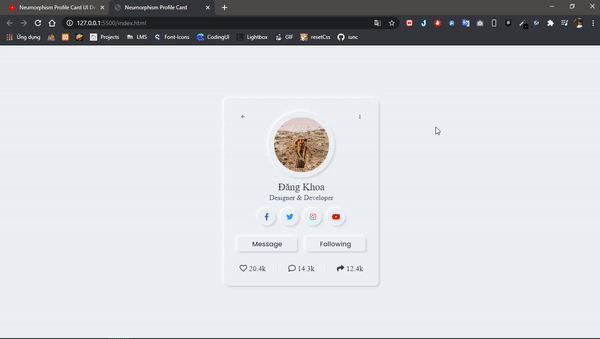 Neumorphism Profile Card UI De
Neumorphism Profile Card
127.0.0.1:5500/index.html
Ứng dụng
Projects
LMS
Font-Icons
CodingUI
Lightbox
GIF
resetCss
iunc
Đăng Khoa
Designer & Developer
Message
Following
20.4k
14.3k
12.4k